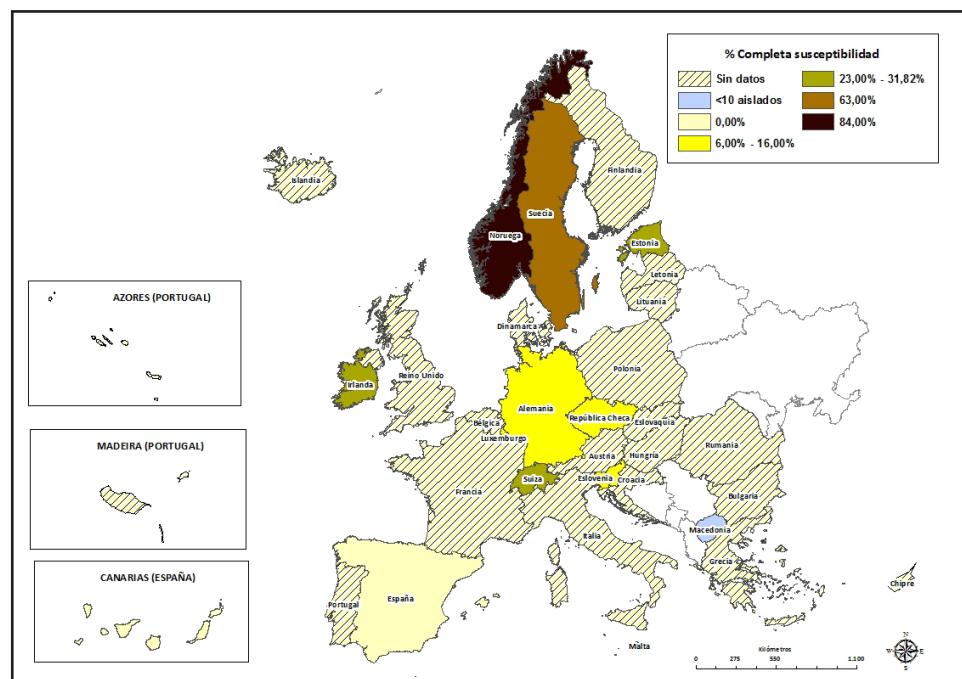 % Completa susceptibilidad
Sin datos
23,00% - 31,82%
<10 aislados
63,00%
0,00%
84,00%
6,00% - 16,00%
Islandia
Finlandia
Suecia
Noruega
Estonia
Letonia
Lituania
AZORES (PORTUGAL)
Dinamarca
Reino Unido
Polonia
Irlanda
Alemania
República Checa
Bélgica
Eslovaquia
Luxemburgo
MADEIRA (PORTUGAL)
Austria
Hungría
Rumania
Suiza
Eslovenia
Croacia
Francia
Bulgaria
Macedonia
Italia
Grecia
CANARIAS (ESPAÑA)
Chipre
España
Portugal
Malta
Kilómetros
0 275 550 1.100
N
W E
S